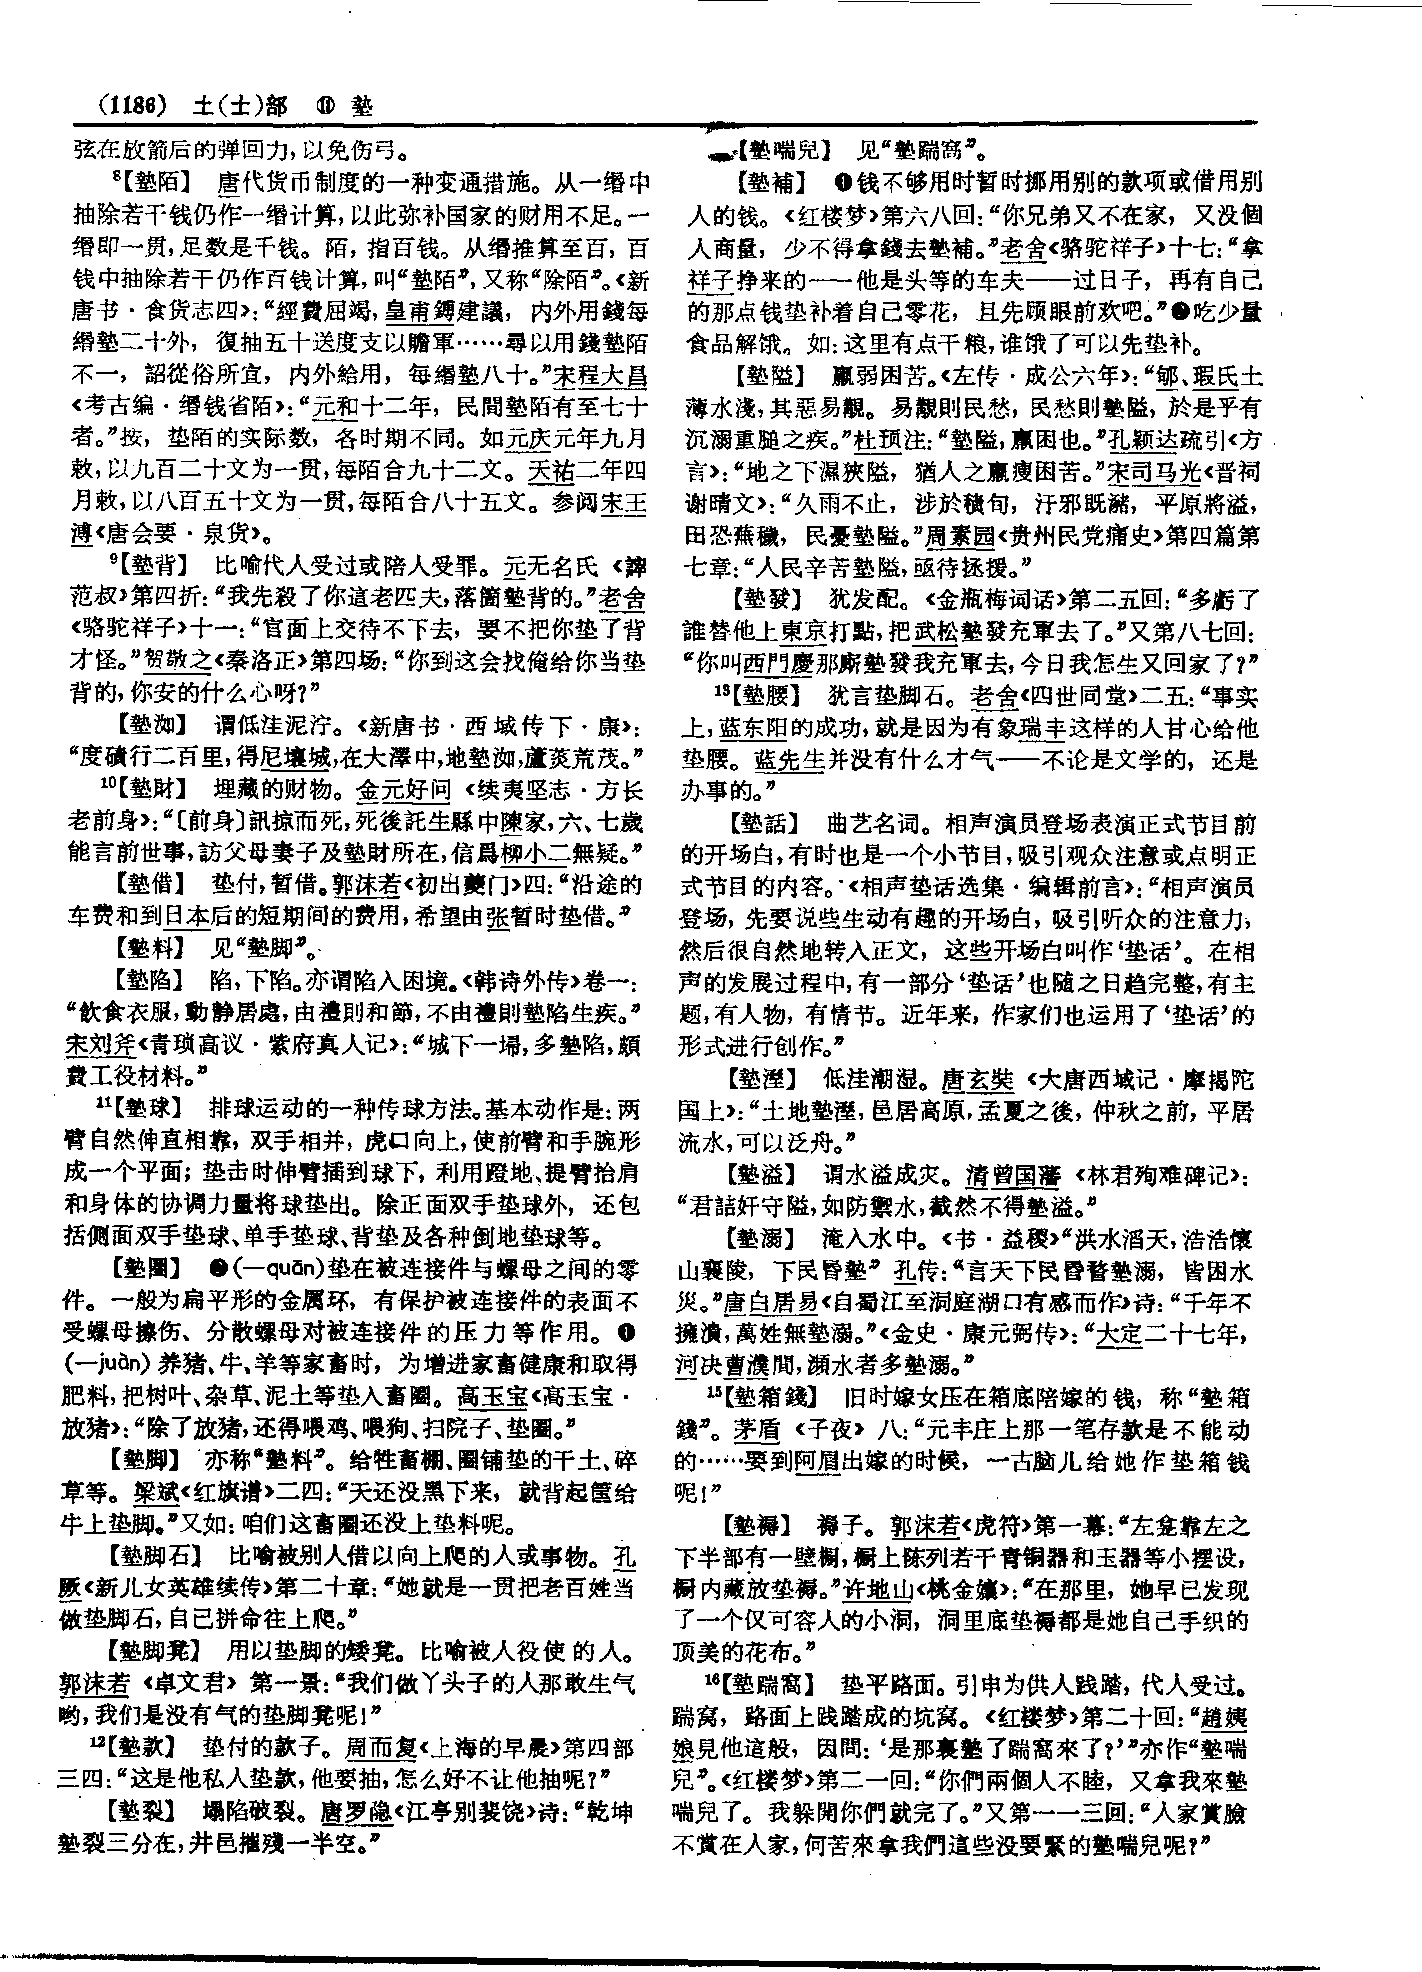 (1186) 土(士)部 ⑪ 墊
弦在放箭后的弹回力，以免伤弓。
⁸【墊陌】 唐代货币制度的一种变通措施。从一缗中
抽除若干钱仍作一缗计算，以此弥补国家的财用不足。一
缗即一贯，足数是千钱。陌，指百钱。从缗推算至百，百
钱中抽除若干仍作百钱计算，叫“墊陌”，又称“除陌”。《新
唐书·食货志四》：“經費屈竭，皇甫鎛建議，内外用錢每
缗墊二十外，復抽五十送度支以贍軍……尋以用錢墊陌
不一，詔從俗所宜，内外給用，每缗墊八十。”宋程大昌
《考古编·缗钱省陌》：“元和十二年，民間墊陌有至七十
者。”按，垫陌的实际数，各时期不同。如元庆元年九月
敕，以九百二十文为一贯，每陌合九十二文。天祐二年四
月敕，以八百五十文为一贯，每陌合八十五文。参阅宋王
溥《唐会要·泉货》。
⁹【墊背】 比喻代人受过或陪人受罪。元无名氏《誶
范叔》第四折：“我先殺了你這老匹夫，落箇墊背的。”老舍
《骆驼祥子》十一：“官面上交待不下去，要不把你垫了背
才怪。”贺敬之《秦洛正》第四场：“你到这会找俺给你当垫
背的，你安的什么心呀？”
【墊洳】 谓低洼泥泞。《新唐书·西域传下·康》：
“度磧行二百里，得尼壤城，在大澤中，地墊洳，蘆莢荒茂。”
¹⁰【墊財】 埋藏的财物。金元好问《续夷坚志·方长
老前身》：“〔前身〕訊掠而死，死後託生縣中陳家，六、七歲
能言前世事，訪父母妻子及墊財所在，信爲柳小二無疑。”
【墊借】 垫付，暂借。郭沫若《初出夔门》四：“沿途的
车费和到日本后的短期间的费用，希望由张暂时垫借。”
【墊料】 见“墊脚”。
【墊陷】 陷，下陷。亦谓陷入困境。《韩诗外传》卷一：
“飲食衣服，動静居處，由禮則和節，不由禮則墊陷生疾。”
宋刘斧《青琐高议·紫府真人记》：“城下一埽，多墊陷，頗
費工役材料。”
¹¹【墊球】 排球运动的一种传球方法。基本动作是：两
臂自然伸直相靠，双手相并，虎口向上，使前臂和手腕形
成一个平面；垫击时伸臂插到球下，利用蹬地、提臂抬肩
和身体的协调力量将球垫出。除正面双手垫球外，还包
括侧面双手垫球、单手垫球、背垫及各种倒地垫球等。
【墊圈】 ❷(—quān)垫在被连接件与螺母之间的零
件。一般为扁平形的金属环，有保护被连接件的表面不
受螺母擦伤、分散螺母对被连接件的压力等作用。❶
(—juàn)养猪、牛、羊等家畜时，为增进家畜健康和取得
肥料，把树叶、杂草、泥土等垫入畜圈。高玉宝《高玉宝·
放猪》：“除了放猪，还得喂鸡、喂狗、扫院子、垫圈。”
【墊脚】 亦称“墊料”。给牲畜棚、圈铺垫的干土、碎
草等。梁斌《红旗谱》二四：“天还没黑下来，就背起筐给
牛上垫脚。”又如：咱们这畜圈还没上垫料呢。
【墊脚石】 比喻被别人借以向上爬的人或事物。孔
厥《新儿女英雄续传》第二十章：“她就是一贯把老百姓当
做垫脚石，自己拼命往上爬。”
【墊脚凳】 用以垫脚的矮凳。比喻被人役使的人。
郭沫若《卓文君》第一景：“我们做丫头子的人那敢生气
哟，我们是没有气的垫脚凳呢！”
¹²【墊款】 垫付的款子。周而复《上海的早晨》第四部
三四：“这是他私人垫款，他要抽，怎么好不让他抽呢？”
【墊裂】 塌陷破裂。唐罗隐《江亭别裴饶》诗：“乾坤
墊裂三分在，井邑摧殘一半空。”
【墊喘兒】 见“墊踹窩”。
【墊補】 ❶钱不够用时暂时挪用别的款项或借用别
人的钱。《红楼梦》第六八回：“你兄弟又不在家，又没個
人商量，少不得拿錢去墊補。”老舍《骆驼祥子》十七：“拿
祥子挣来的——他是头等的车夫——过日子，再有自己
的那点钱垫补着自己零花，且先顾眼前欢吧。”❷吃少量
食品解饿。如：这里有点干粮，谁饿了可以先垫补。
【墊隘】 羸弱困苦。《左传·成公六年》：“郇、瑕氏土
薄水淺，其惡易覯。易覯則民愁，民愁則墊隘，於是乎有
沉溺重膇之疾。”杜预注：“墊隘，羸困也。”孔颖达疏引《方
言》：“地之下濕狹隘，猶人之羸瘦困苦。”宋司马光《晋祠
谢晴文》：“久雨不止，涉於積旬，汙邪既瀦，平原將溢，
田恐蕪穢，民憂墊隘。”周素园《贵州民党痛史》第四篇第
七章：“人民辛苦墊隘，亟待拯援。”
【墊發】 犹发配。《金瓶梅词话》第二五回：“多虧了
誰替他上東京打點，把武松墊發充軍去了。”又第八七回：
“你叫西門慶那廝墊發我充軍去，今日我怎生又回家了？”
¹³【墊腰】 犹言垫脚石。老舍《四世同堂》二五：“事实
上，蓝东阳的成功，就是因为有象瑞丰这样的人甘心给他
垫腰。蓝先生并没有什么才气——不论是文学的，还是
办事的。”
【墊話】 曲艺名词。相声演员登场表演正式节目前
的开场白，有时也是一个小节目，吸引观众注意或点明正
式节目的内容。《相声垫话选集·编辑前言》：“相声演员
登场，先要说些生动有趣的开场白，吸引听众的注意力，
然后很自然地转入正文，这些开场白叫作‘垫话’。在相
声的发展过程中，有一部分‘垫话’也随之日趋完整，有主
题，有人物，有情节。近年来，作家们也运用了‘垫话’的
形式进行创作。”
【墊溼】 低洼潮湿。唐玄奘《大唐西域记·摩揭陀
国上》：“土地墊溼，邑居高原，孟夏之後，仲秋之前，平居
流水，可以泛舟。”
【墊溢】 谓水溢成灾。清曾国藩《林君殉难碑记》：
“君詰奸守隘，如防禦水，截然不得墊溢。”
【墊溺】 淹入水中。《书·益稷》“洪水滔天，浩浩懷
山襄陵，下民昏墊”孔传：“言天下民昏瞀墊溺，皆困水
災。”唐白居易《自蜀江至洞庭湖口有感而作》诗：“千年不
擁潰，萬姓無墊溺。”《金史·康元弼传》：“大定二十七年，
河决曹濮間，瀕水者多墊溺。”
¹⁵【墊箱錢】 旧时嫁女压在箱底陪嫁的钱，称“墊箱
錢”。茅盾《子夜》八：“元丰庄上那一笔存款是不能动
的……要到阿眉出嫁的时候，一古脑儿给她作垫箱钱
呢！”
【墊褥】 褥子。郭沫若《虎符》第一幕：“左龛靠左之
下半部有一壁橱，橱上陈列若干青铜器和玉器等小摆设，
橱内藏放垫褥。”许地山《桃金孃》：“在那里，她早已发现
了一个仅可容人的小洞，洞里底垫褥都是她自己手织的
顶美的花布。”
¹⁶【墊踹窩】 垫平路面。引申为供人践踏，代人受过。
踹窝，路面上践踏成的坑窝。《红楼梦》第二十回：“趙姨
娘見他這般，因問：‘是那裏墊了踹窩來了？’”亦作“墊喘
兒”。《红楼梦》第二一回：“你們兩個人不睦，又拿我來墊
喘兒了。我躲開你們就完了。”又第一一三回：“人家賞臉
不賞在人家，何苦來拿我們這些没要緊的墊喘兒呢？”